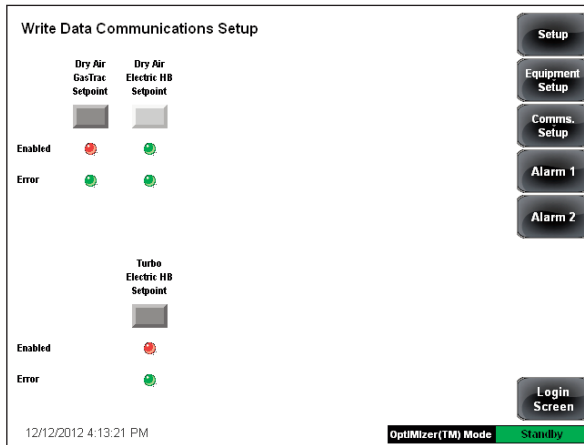 Write Data Communications Setup
Dry Air
GasTrac
Setpoint
Dry Air
Electric HB
Setpoint
Enabled
Error
Turbo
Electric HB
Setpoint
Enabled
Error
Setup
Equipment
Setup
Comms.
Setup
Alarm 1
Alarm 2
Login
Screen
12/12/2012 4:13:21 PM
OptIMIzer(TM) Mode
Standby